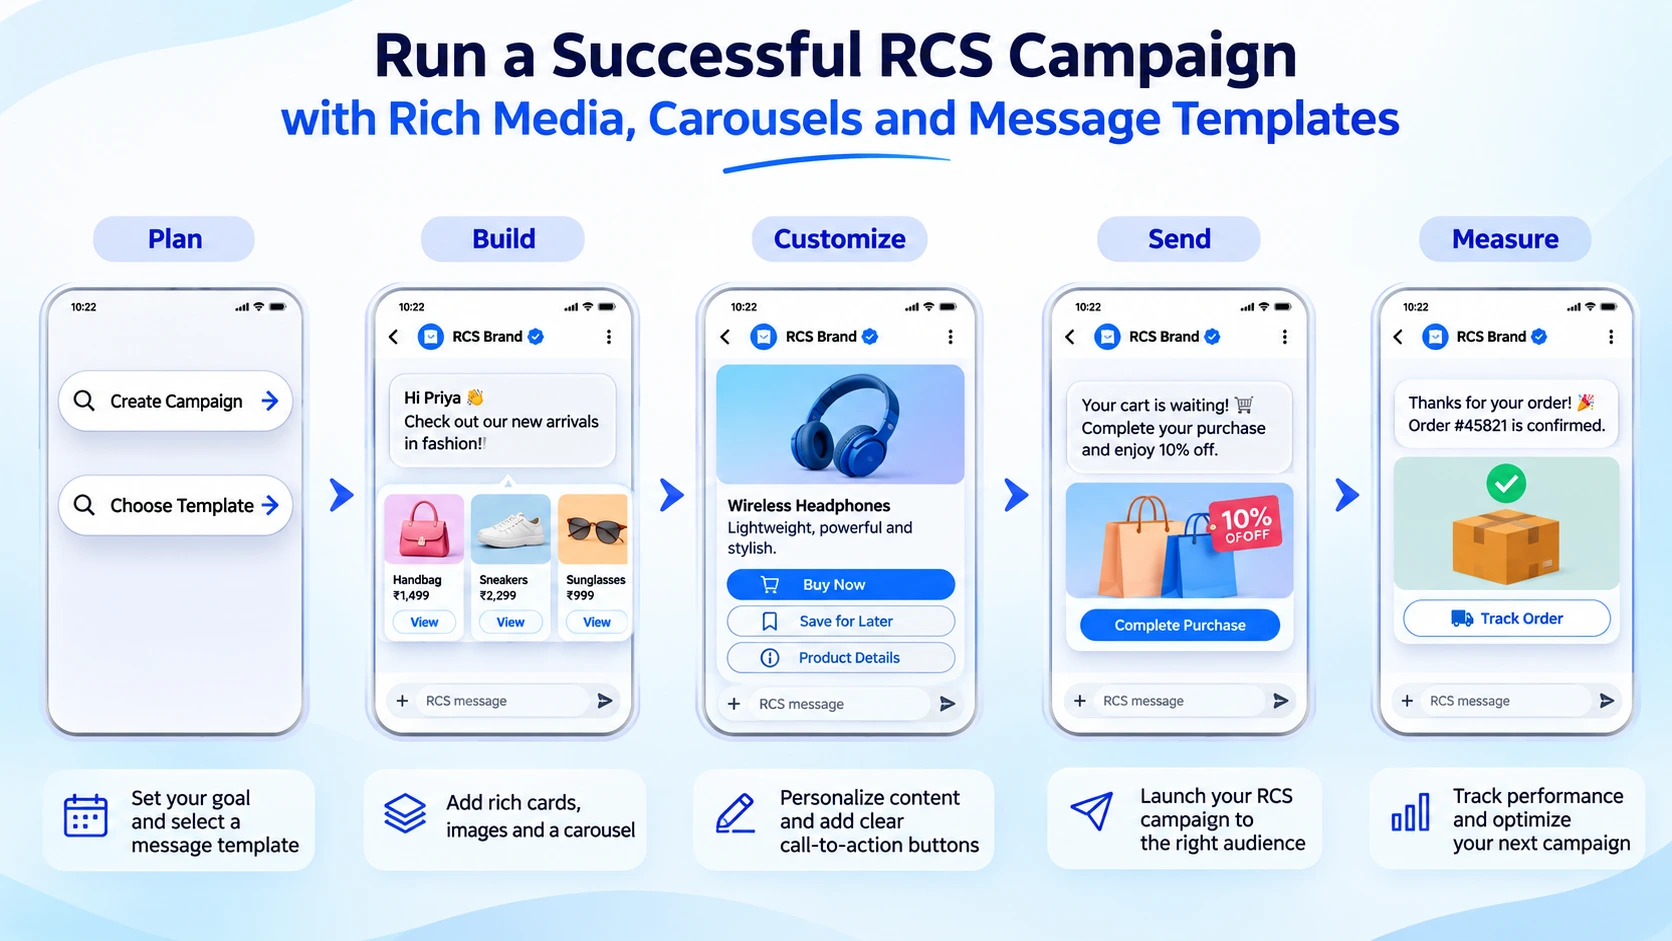 Run a Successful RCS Campaign
with Rich Media, Carousels and Message Templates
Plan
10:22
Create Campaign
Choose Template
Set your goal
and select a
message template
Build
10:22
RCS Brand
Hi Priya 👋
Check out our new arrivals
in fashion!!
Handbag
₹1,499
View
Sneakers
₹2,299
View
Sunglasses
₹999
View
RCS message
Add rich cards,
images and a carousel
Customize
10:22
RCS Brand
Wireless Headphones
Lightweight, powerful and
stylish.
Buy Now
Save for Later
Product Details
RCS message
Personalize content
and add clear
call-to-action buttons
Send
10:22
RCS Brand
Your cart is waiting! 🛒
Complete your purchase
and enjoy 10% off.
10%
OFOFF
Complete Purchase
RCS message
Launch your RCS
campaign to
the right audience
Measure
10:22
RCS Brand
Thanks for your order! 🎉
Order #45821 is confirmed.
Track Order
RCS message
Track performance
and optimize
your next campaign